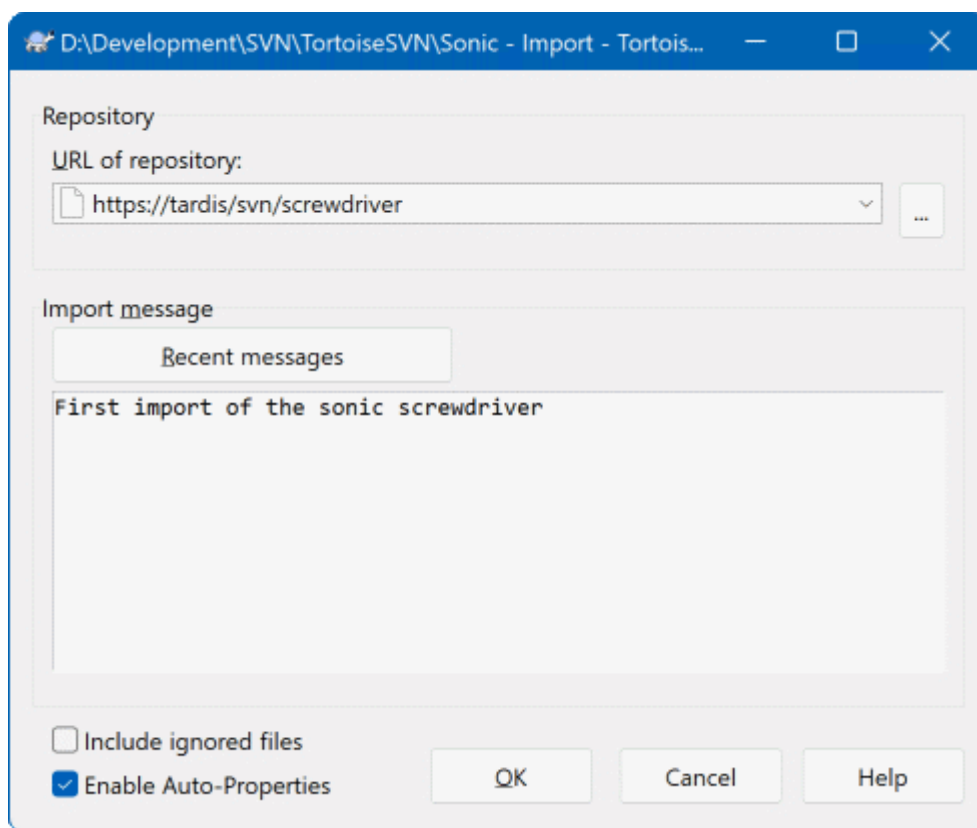 D:\Development\SVN\TortoiseSVN\Sonic - Import - Tortois...
Repository
URL of repository:
https://tardis/svn/screwdriver
...
Import message
Recent messages
First import of the sonic screwdriver
Include ignored files
Enable Auto-Properties
OK
Cancel
Help